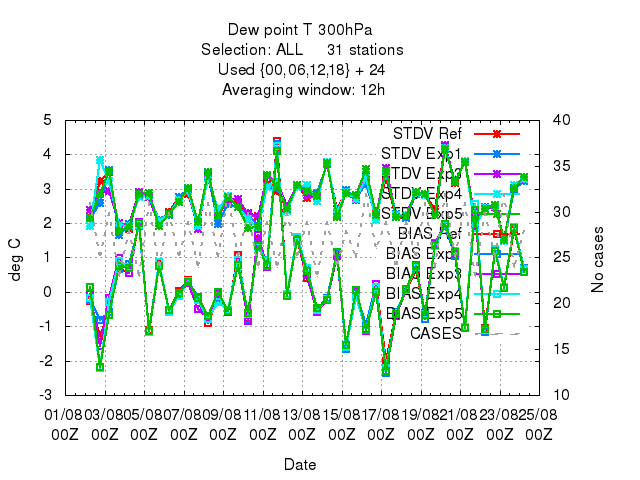 Dew point T 300hPa
Selection: ALL 31 stations
Used {00,06,12,18} + 24
Averaging window: 12h
5 40
4 35
3
2 30
1 25
0
-1 20
-2 15
-3 10
deg C
No cases
STDV Ref
STDV Exp1
STDV Exp3
STDV Exp4
STDV Exp5
BIAS Ref
BIAS Exp1
BIAS Exp3
BIAS Exp4
BIAS Exp5
CASES
01/08 03/08 05/08 07/08 09/08 11/08 13/08 15/08 17/08 19/08 21/08 23/08 25/08
00Z 00Z 00Z 00Z 00Z 00Z 00Z 00Z 00Z 00Z 00Z 00Z 00Z
Date